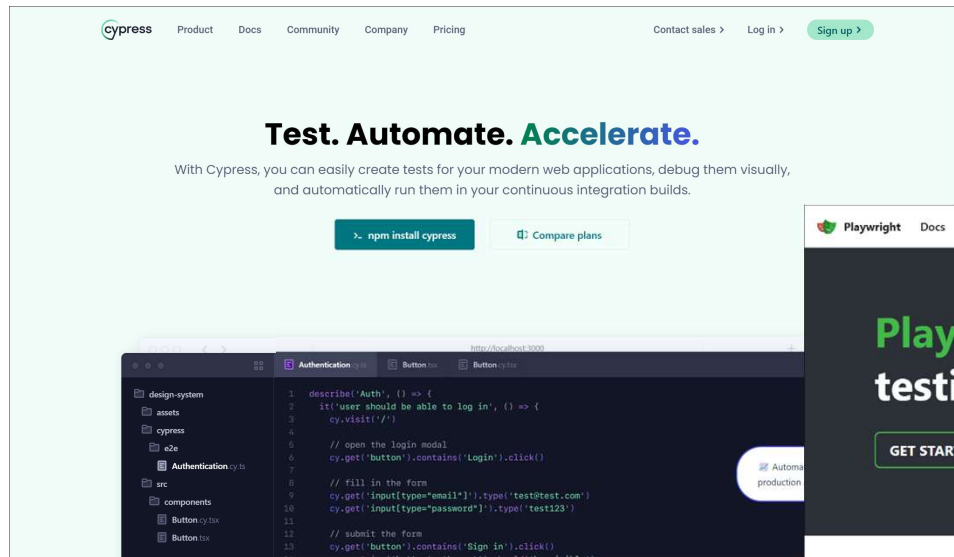 cypress Product Docs Community Company Pricing Contact sales > Log in > Sign up >
Test. Automate. Accelerate.
With Cypress, you can easily create tests for your modern web applications, debug them visually,
and automatically run them in your continuous integration builds.
>_ npm install cypress Compare plans
Playwright Docs
Play
testi
GET STAR
http://localhost:3000
Authentication.cy.ts Button.tsx Button.cy.tsx
design-system
assets
cypress
e2e
Authentication.cy.ts
src
components
Button.cy.tsx
Button.tsx
1 describe('Auth', () => {
2 it('user should be able to log in', () => {
3 cy.visit('/')
4
5 // open the login modal
6 cy.get('button').contains('Login').click()
7
8 // fill in the form
9 cy.get('input[type="email"]').type('test@test.com')
10 cy.get('input[type="password"]').type('test123')
11
12 // submit the form
13 cy.get('button').contains('Sign in').click()
Automa
production